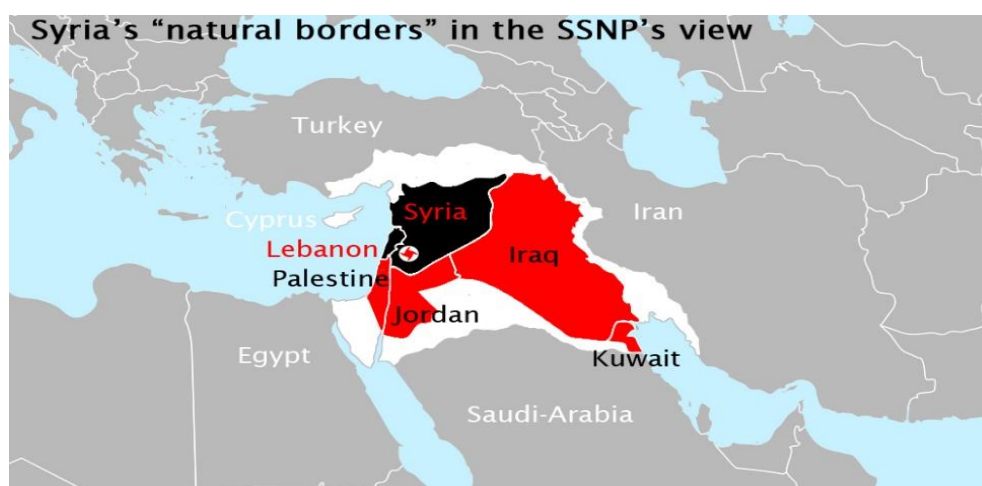 Syria's “natural borders” in the SSNP's view
Turkey
Cyprus
Syria
Iran
Lebanon
Iraq
Palestine
Jordan
Egypt
Kuwait
Saudi-Arabia